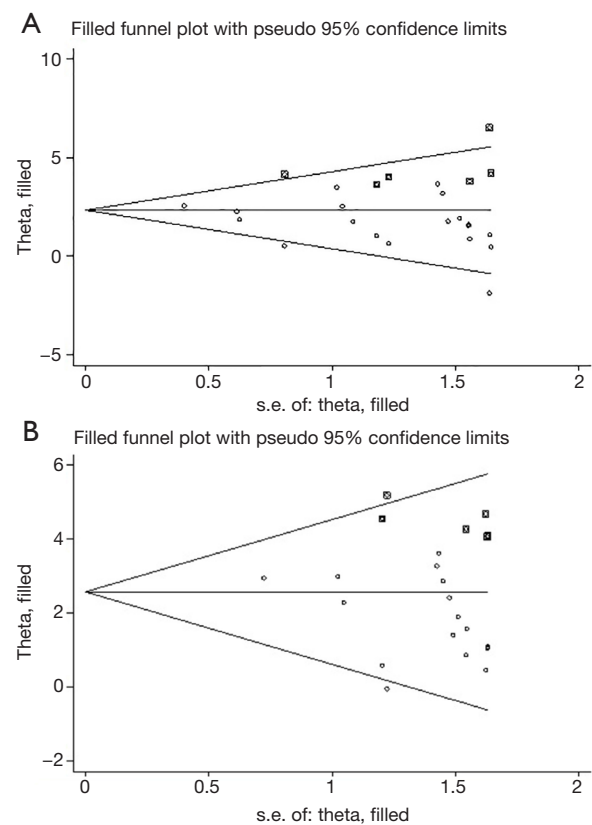 A
Filled funnel plot with pseudo 95% confidence limits
10
5
0
−5
Theta, filled
0 0.5 1 1.5 2
s.e. of: theta, filled
B
Filled funnel plot with pseudo 95% confidence limits
6
4
2
0
−2
Theta, filled
0 0.5 1 1.5 2
s.e. of: theta, filled